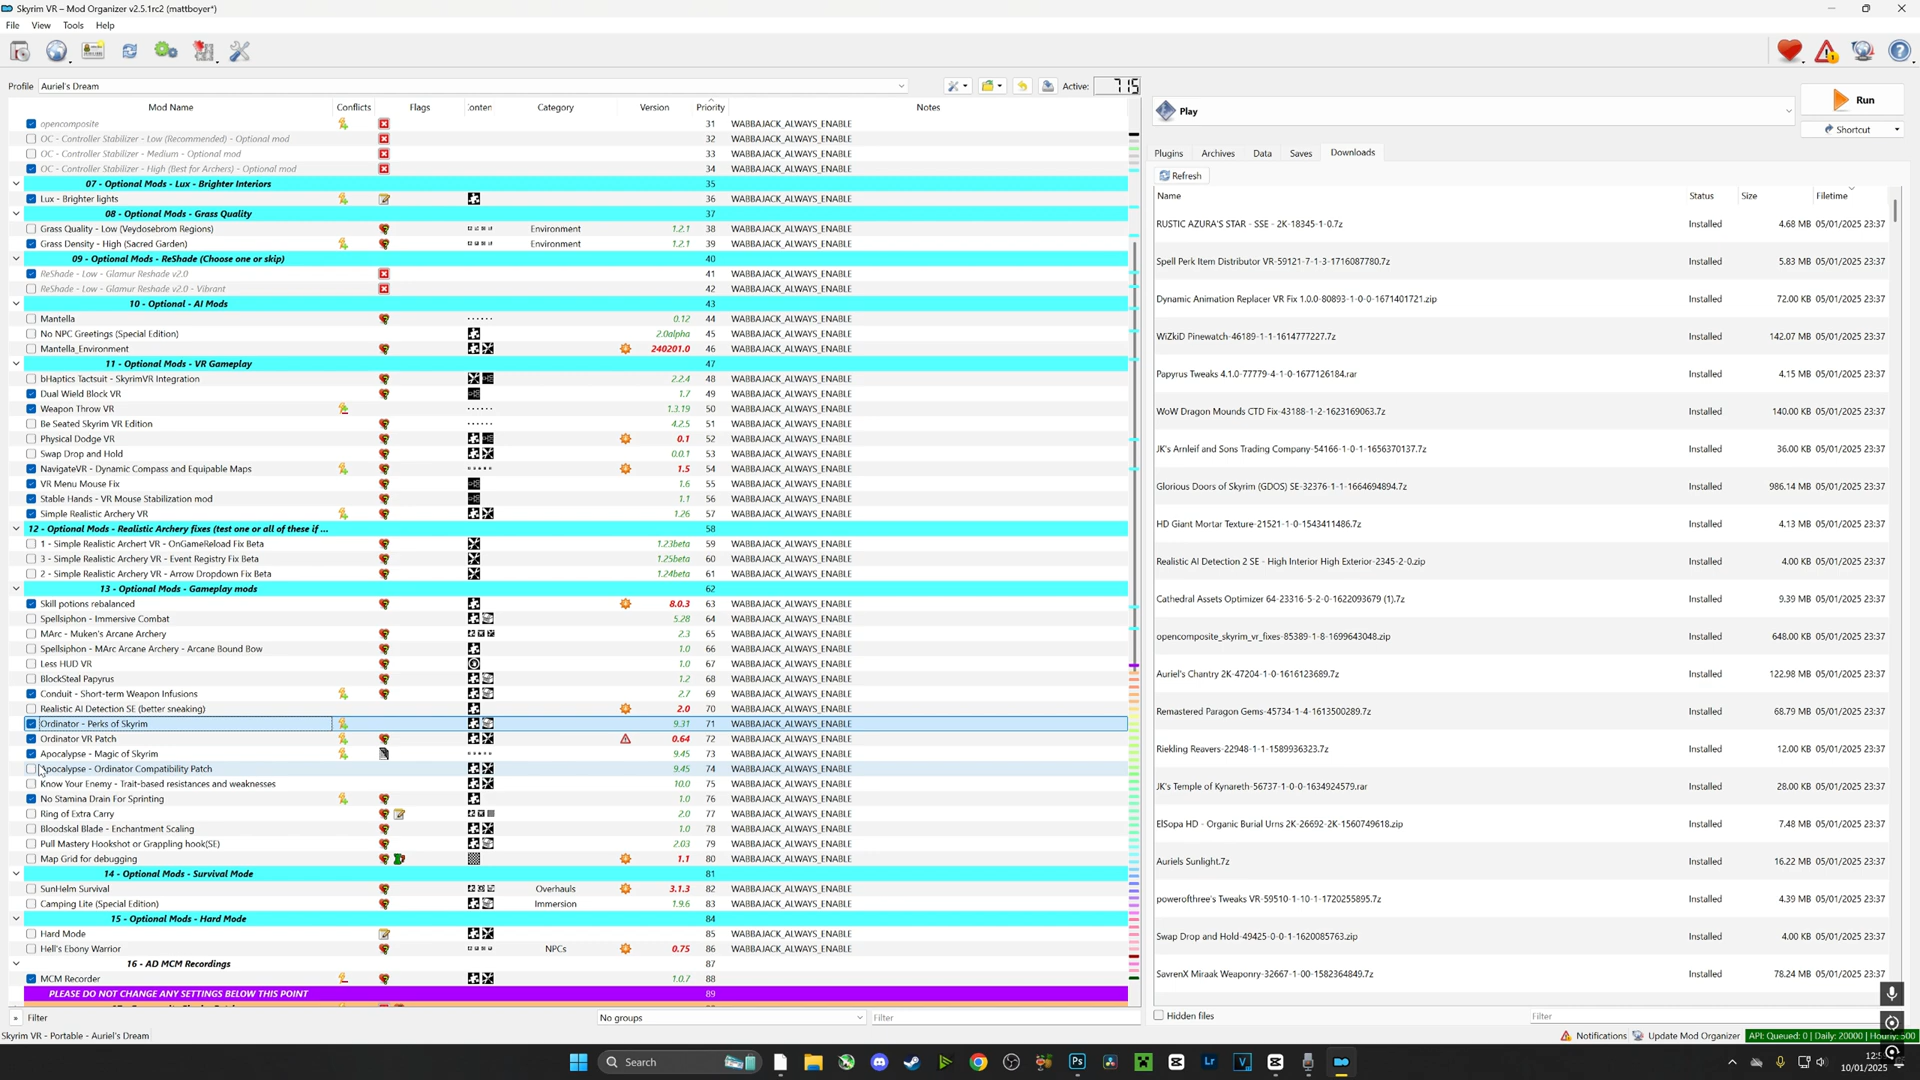 Skyrim VR – Mod Organizer v2.5.1rc2 (mattboyer*)
File View Tools Help
Profile Auriel's Dream Active: 715
Mod Name Conflicts Flags Conten Category Version Priority Notes
opencomposite 31 WABBAJACK_ALWAYS_ENABLE
OC - Controller Stabilizer - Low (Recommended) - Optional mod 32 WABBAJACK_ALWAYS_ENABLE
OC - Controller Stabilizer - Medium - Optional mod 33 WABBAJACK_ALWAYS_ENABLE
OC - Controller Stabilizer - High (Best for Archers) - Optional mod 34 WABBAJACK_ALWAYS_ENABLE
07 - Optional Mods - Lux - Brighter Interiors 35
Lux - Brighter lights 36 WABBAJACK_ALWAYS_ENABLE
08 - Optional Mods - Grass Quality 37
Grass Quality - Low (Veydosebrom Regions) Environment 1.2.1 38 WABBAJACK_ALWAYS_ENABLE
Grass Density - High (Sacred Garden) Environment 1.2.1 39 WABBAJACK_ALWAYS_ENABLE
09 - Optional Mods - ReShade (Choose one or skip) 40
ReShade - Low - Glamur Reshade v2.0 41 WABBAJACK_ALWAYS_ENABLE
ReShade - Low - Glamur Reshade v2.0 - Vibrant 42 WABBAJACK_ALWAYS_ENABLE
10 - Optional - AI Mods 43
Mantella 0.12 44 WABBAJACK_ALWAYS_ENABLE
No NPC Greetings (Special Edition) 2.0alpha 45 WABBAJACK_ALWAYS_ENABLE
Mantella_Environment 240201.0 46 WABBAJACK_ALWAYS_ENABLE
11 - Optional Mods - VR Gameplay 47
bHaptics Tactsuit - SkyrimVR Integration 2.2.4 48 WABBAJACK_ALWAYS_ENABLE
Dual Wield Block VR 1.7 49 WABBAJACK_ALWAYS_ENABLE
Weapon Throw VR 1.3.19 50 WABBAJACK_ALWAYS_ENABLE
Be Seated Skyrim VR Edition 4.2.5 51 WABBAJACK_ALWAYS_ENABLE
Physical Dodge VR 0.1 52 WABBAJACK_ALWAYS_ENABLE
Swap Drop and Hold 0.0.1 53 WABBAJACK_ALWAYS_ENABLE
NavigateVR - Dynamic Compass and Equipable Maps 1.5 54 WABBAJACK_ALWAYS_ENABLE
VR Menu Mouse Fix 1.6 55 WABBAJACK_ALWAYS_ENABLE
Stable Hands - VR Mouse Stabilization mod 1.1 56 WABBAJACK_ALWAYS_ENABLE
Simple Realistic Archery VR 1.26 57 WABBAJACK_ALWAYS_ENABLE
12 - Optional Mods - Realistic Archery fixes (test one or all of these if ... 58
1 - Simple Realistic Archert VR - OnGameReload Fix Beta 1.23beta 59 WABBAJACK_ALWAYS_ENABLE
3 - Simple Realistic Archery VR - Event Registry Fix Beta 1.25beta 60 WABBAJACK_ALWAYS_ENABLE
2 - Simple Realistic Archery VR - Arrow Dropdown Fix Beta 1.24beta 61 WABBAJACK_ALWAYS_ENABLE
13 - Optional Mods - Gameplay mods 62
Skill potions rebalanced 8.0.3 63 WABBAJACK_ALWAYS_ENABLE
Spellsiphon - Immersive Combat 5.28 64 WABBAJACK_ALWAYS_ENABLE
MArc - Muken's Arcane Archery 2.3 65 WABBAJACK_ALWAYS_ENABLE
Spellsiphon - MArc Arcane Archery - Arcane Bound Bow 1.0 66 WABBAJACK_ALWAYS_ENABLE
Less HUD VR 1.0 67 WABBAJACK_ALWAYS_ENABLE
BlockSteal Papyrus 1.2 68 WABBAJACK_ALWAYS_ENABLE
Conduit - Short-term Weapon Infusions 2.7 69 WABBAJACK_ALWAYS_ENABLE
Realistic AI Detection SE (better sneaking) 2.0 70 WABBAJACK_ALWAYS_ENABLE
Ordinator - Perks of Skyrim 9.31 71 WABBAJACK_ALWAYS_ENABLE
Ordinator VR Patch 0.64 72 WABBAJACK_ALWAYS_ENABLE
Apocalypse - Magic of Skyrim 9.45 73 WABBAJACK_ALWAYS_ENABLE
Apocalypse - Ordinator Compatibility Patch 9.45 74 WABBAJACK_ALWAYS_ENABLE
Know Your Enemy - Trait-based resistances and weaknesses 10.0 75 WABBAJACK_ALWAYS_ENABLE
No Stamina Drain For Sprinting 1.0 76 WABBAJACK_ALWAYS_ENABLE
Ring of Extra Carry 2.0 77 WABBAJACK_ALWAYS_ENABLE
Bloodskal Blade - Enchantment Scaling 1.0 78 WABBAJACK_ALWAYS_ENABLE
Pull Mastery Hookshot or Grappling hook(SE) 2.03 79 WABBAJACK_ALWAYS_ENABLE
Map Grid for debugging 1.1 80 WABBAJACK_ALWAYS_ENABLE
14 - Optional Mods - Survival Mode 81
SunHelm Survival Overhauls 3.1.3 82 WABBAJACK_ALWAYS_ENABLE
Camping Lite (Special Edition) Immersion 1.9.6 83 WABBAJACK_ALWAYS_ENABLE
15 - Optional Mods - Hard Mode 84
Hard Mode 85 WABBAJACK_ALWAYS_ENABLE
Hell's Ebony Warrior NPCs 0.75 86 WABBAJACK_ALWAYS_ENABLE
16 - AD MCM Recordings 87
MCM Recorder 1.0.7 88
PLEASE DO NOT CHANGE ANY SETTINGS BELOW THIS POINT 89
» Filter No groups Filter
Skyrim VR - Portable - Auriel's Dream
Play
Run
Shortcut
Plugins Archives Data Saves Downloads
Refresh
Name Status Size Filetime
RUSTIC AZURA'S STAR - SSE - 2K-18345-1-0.7z Installed 4.68 MB 05/01/2025 23:37
Spell Perk Item Distributor VR-59121-7-1-3-1716087780.7z Installed 5.83 MB 05/01/2025 23:37
Dynamic Animation Replacer VR Fix 1.0.0-80893-1-0-0-1671401721.zip Installed 72.00 KB 05/01/2025 23:37
WiZkiD Pinewatch-46189-1-1-1614777227.7z Installed 142.07 MB 05/01/2025 23:37
Papyrus Tweaks 4.1.0-77779-4-1-0-1677126184.rar Installed 4.15 MB 05/01/2025 23:37
WoW Dragon Mounds CTD Fix-43188-1-2-1623169063.7z Installed 140.00 KB 05/01/2025 23:37
JK's Arnleif and Sons Trading Company-54166-1-0-1-1656370137.7z Installed 36.00 KB 05/01/2025 23:37
Glorious Doors of Skyrim (GDOS) SE-32376-1-1-1664694894.7z Installed 986.14 MB 05/01/2025 23:37
HD Giant Mortar Texture-21521-1-0-1543411486.7z Installed 4.13 MB 05/01/2025 23:37
Realistic AI Detection 2 SE - High Interior High Exterior-2345-2-0.zip Installed 4.00 KB 05/01/2025 23:37
Cathedral Assets Optimizer 64-23316-5-2-0-1622093679 (1).7z Installed 9.39 MB 05/01/2025 23:37
opencomposite_skyrim_vr_fixes-85389-1-8-1699643048.zip Installed 648.00 KB 05/01/2025 23:37
Auriel's Chantry 2K-47204-1-0-1616123689.7z Installed 122.98 MB 05/01/2025 23:37
Remastered Paragon Gems-45734-1-4-1613500289.7z Installed 68.79 MB 05/01/2025 23:37
Riekling Reavers-22948-1-1-1589936323.7z Installed 12.00 KB 05/01/2025 23:37
JK's Temple of Kynareth-56737-1-0-0-1634924579.rar Installed 28.00 KB 05/01/2025 23:37
ElSopa HD - Organic Burial Urns 2K-26692-2K-1560749618.zip Installed 7.48 MB 05/01/2025 23:37
Auriels Sunlight.7z Installed 16.22 MB 05/01/2025 23:37
powerofthree's Tweaks VR-59510-1-10-1-1720255895.7z Installed 4.39 MB 05/01/2025 23:37
Swap Drop and Hold-49425-0-0-1-1620085763.zip Installed 4.00 KB 05/01/2025 23:37
SavrenX Miraak Weaponry-32667-1-00-1582364849.7z Installed 78.24 MB 05/01/2025 23:37
Hidden files Filter
Notifications Update Mod Organizer API: Queued: 0 | Daily: 20000 | Hourly: 500
Search
10/01/2025